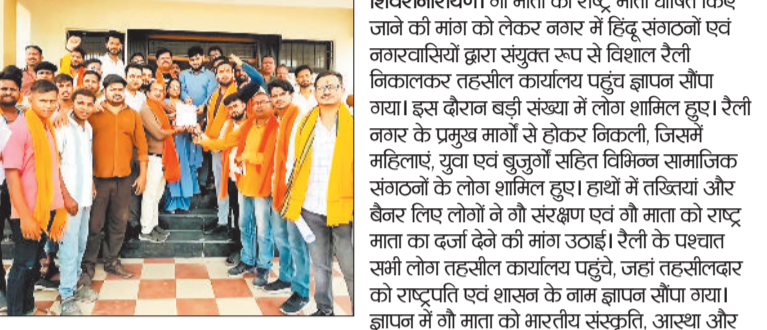 शिवरीनारायण। गौ माता को राष्ट्र माता घोषित किए
जाने की मांग को लेकर नगर में हिंदू संगठनों एवं
नगरवासियों द्वारा संयुक्त रूप से विशाल रैली
निकालकर तहसील कार्यालय पहुंच ज्ञापन सौंपा
गया। इस दौरान बड़ी संख्या में लोग शामिल हुए। रैली
नगर के प्रमुख मार्गों से होकर निकली, जिसमें
महिलाएं, युवा एवं बुजुर्गों सहित विभिन्न सामाजिक
संगठनों के लोग शामिल हुए। हाथों में तख्तियां और
बैनर लिए लोगों ने गौ संरक्षण एवं गौ माता को राष्ट्र
माता का दर्जा देने की मांग उठाई। रैली के पश्चात
सभी लोग तहसील कार्यालय पहुंचे, जहां तहसीलदार
को राष्ट्रपति एवं शासन के नाम ज्ञापन सौंपा गया।
ज्ञापन में गौ माता को भारतीय संस्कृति, आस्था और